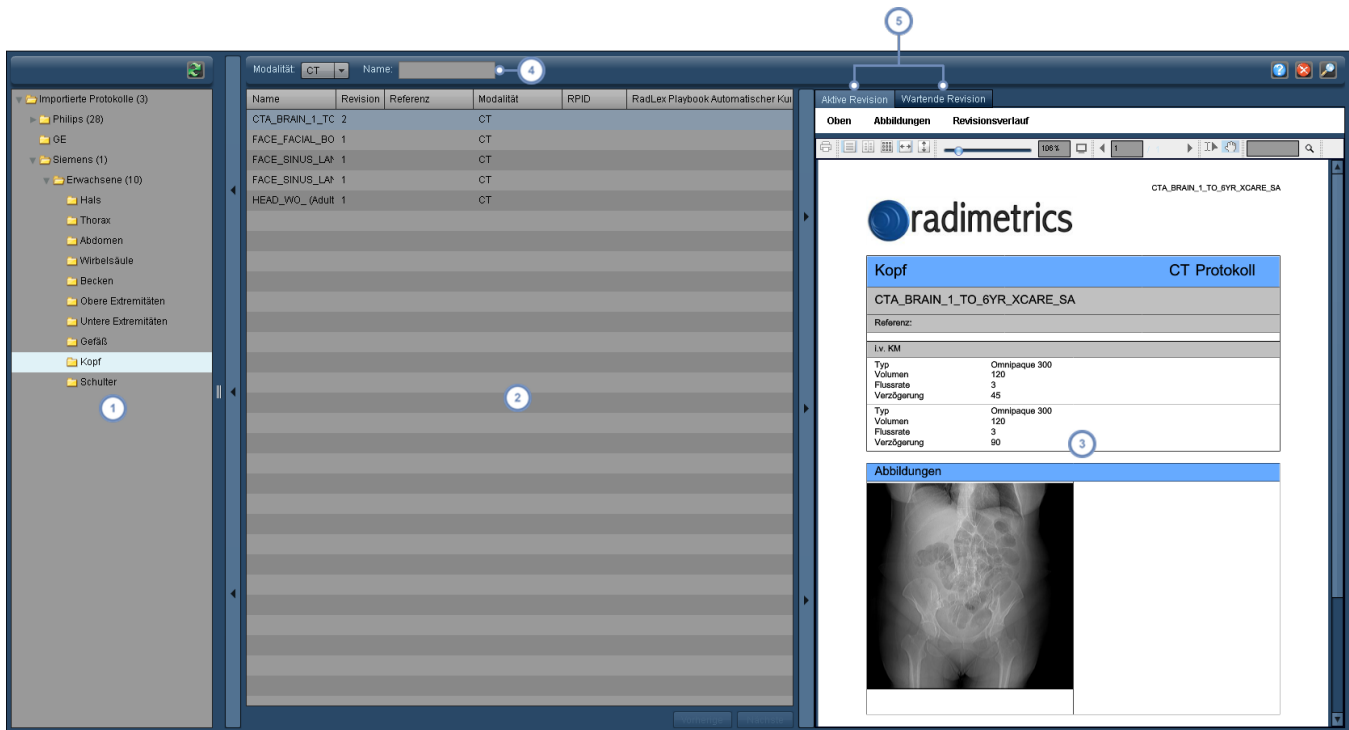 5
Modalität: CT Name: 4
Importierte Protokolle (3)
Philips (28)
GE
Siemens (1)
Erwachsene (10)
Hals
Thorax
Abdomen
Wirbelsäule
Becken
Obere Extremitäten
Untere Extremitäten
Gefäß
Kopf
Schulter
1
Name Revision Referenz Modalität RPID RadLex Playbook Automatischer Kur
CTA_BRAIN_1_TC 2 CT
FACE_FACIAL_BO 1 CT
FACE_SINUS_LAN 1 CT
FACE_SINUS_LAN 1 CT
HEAD_WO_ (Adult 1 CT
2
Aktive Revision Wartende Revision
Oben Abbildungen Revisionsverlauf
106% 1
CTA_BRAIN_1_TO_6YR_XCARE_SA
radimetrics
Kopf CT Protokoll
CTA_BRAIN_1_TO_6YR_XCARE_SA
Referenz:
i.v. KM
Typ Omnipaque 300
Volumen 120
Flussrate 3
Verzögerung 45
Typ Omnipaque 300
Volumen 120
Flussrate 3
Verzögerung 90
3
Abbildungen